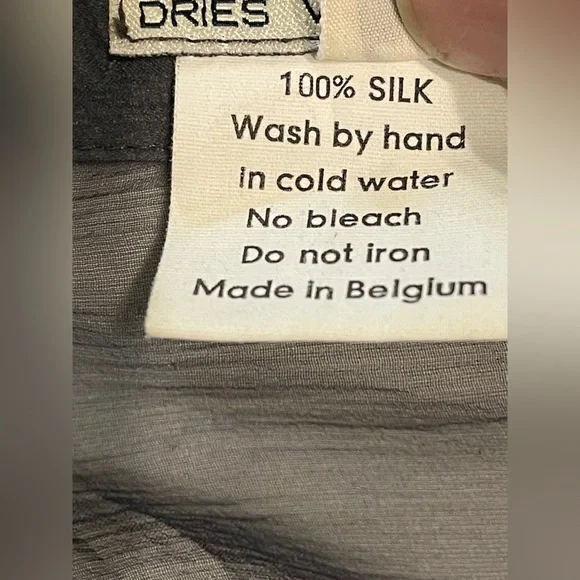 DRIES V
100% SILK
Wash by hand
in cold water
No bleach
Do not iron
Made in Belgium